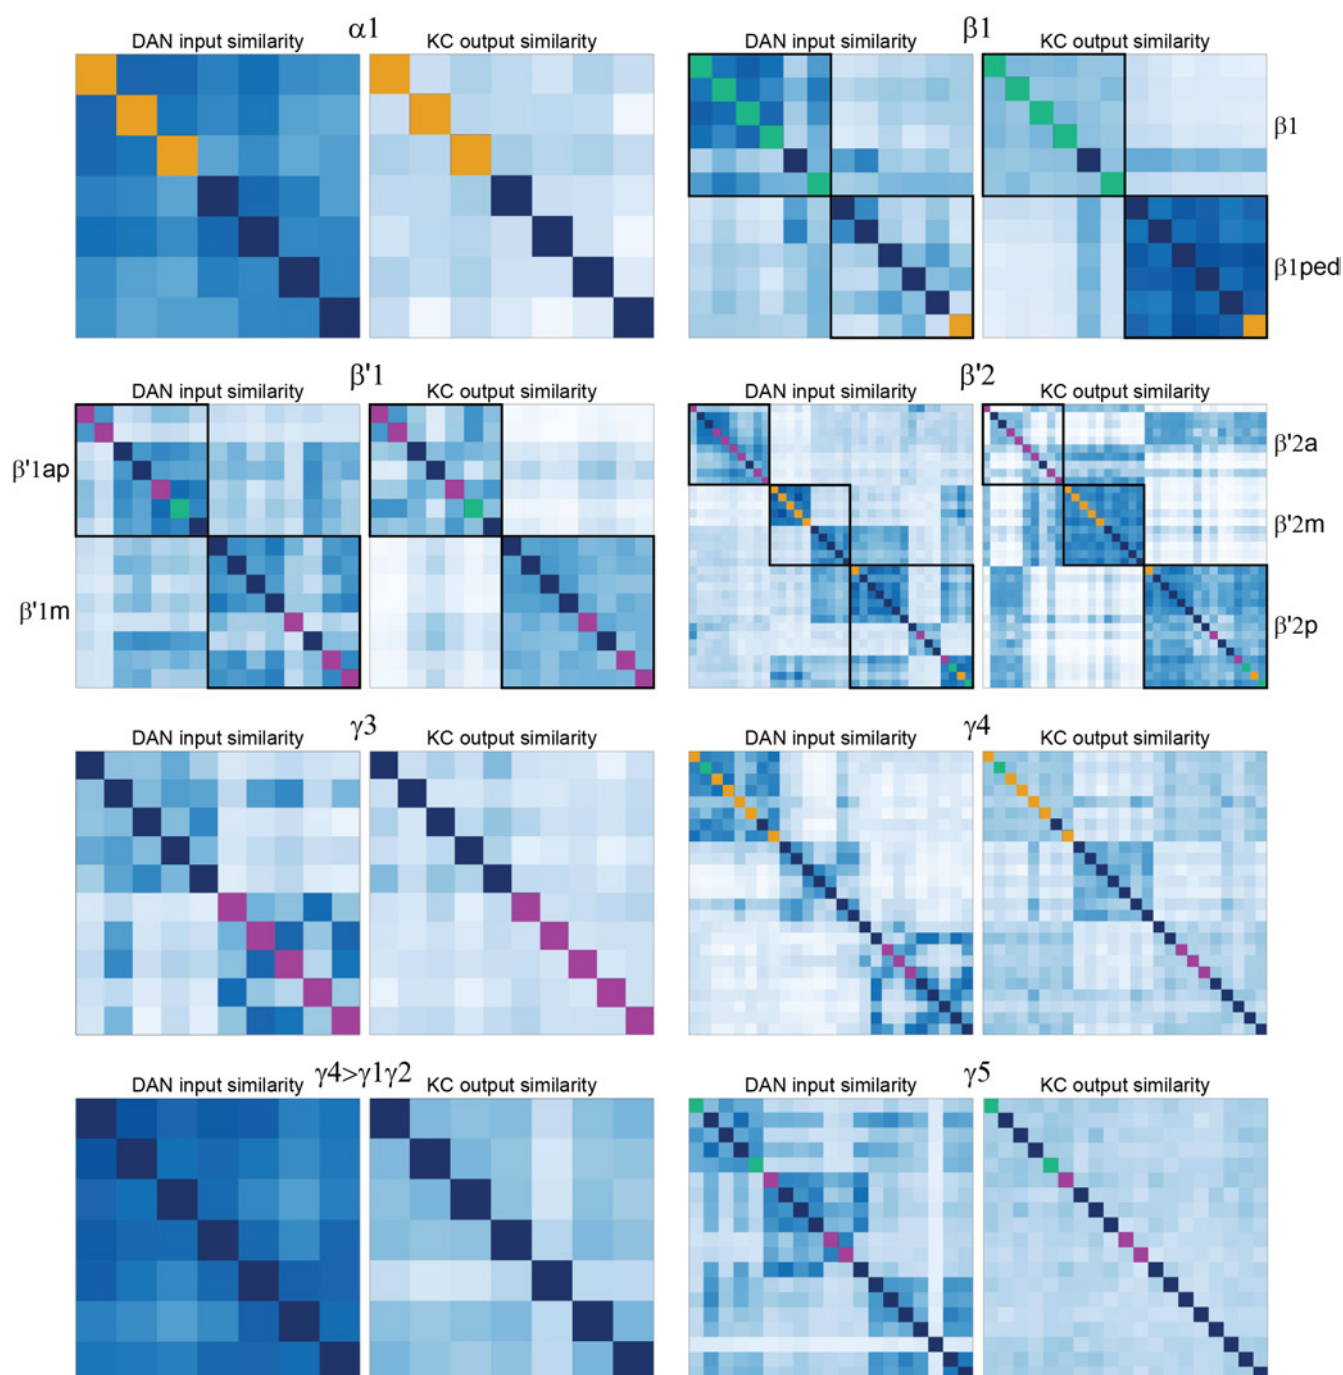 α1
DAN input similarity KC output similarity
β1
DAN input similarity KC output similarity
β1
β1ped
β'1
DAN input similarity KC output similarity
β'1ap
β'1m
β'2
DAN input similarity KC output similarity
β'2a
β'2m
β'2p
γ3
DAN input similarity KC output similarity
γ4
DAN input similarity KC output similarity
γ4>γ1γ2
DAN input similarity KC output similarity
γ5
DAN input similarity KC output similarity